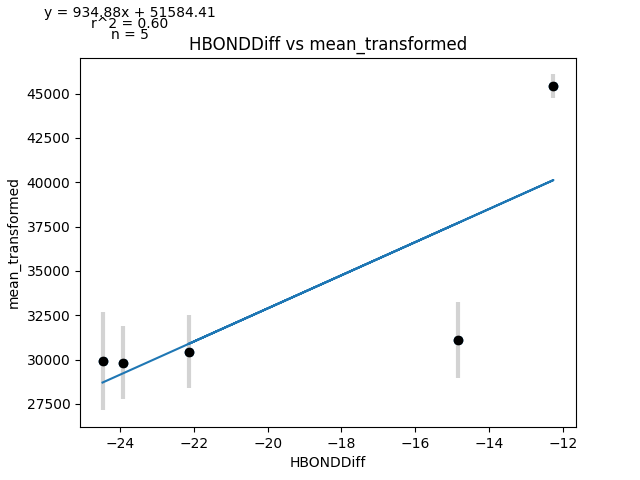 y = 934.88x + 51584.41
r^2 = 0.60
n = 5
HBONDDiff vs mean_transformed
45000
42500
40000
37500
35000
32500
30000
27500
mean_transformed
−24
−22
−20
−18
−16
−14
−12
HBONDDiff